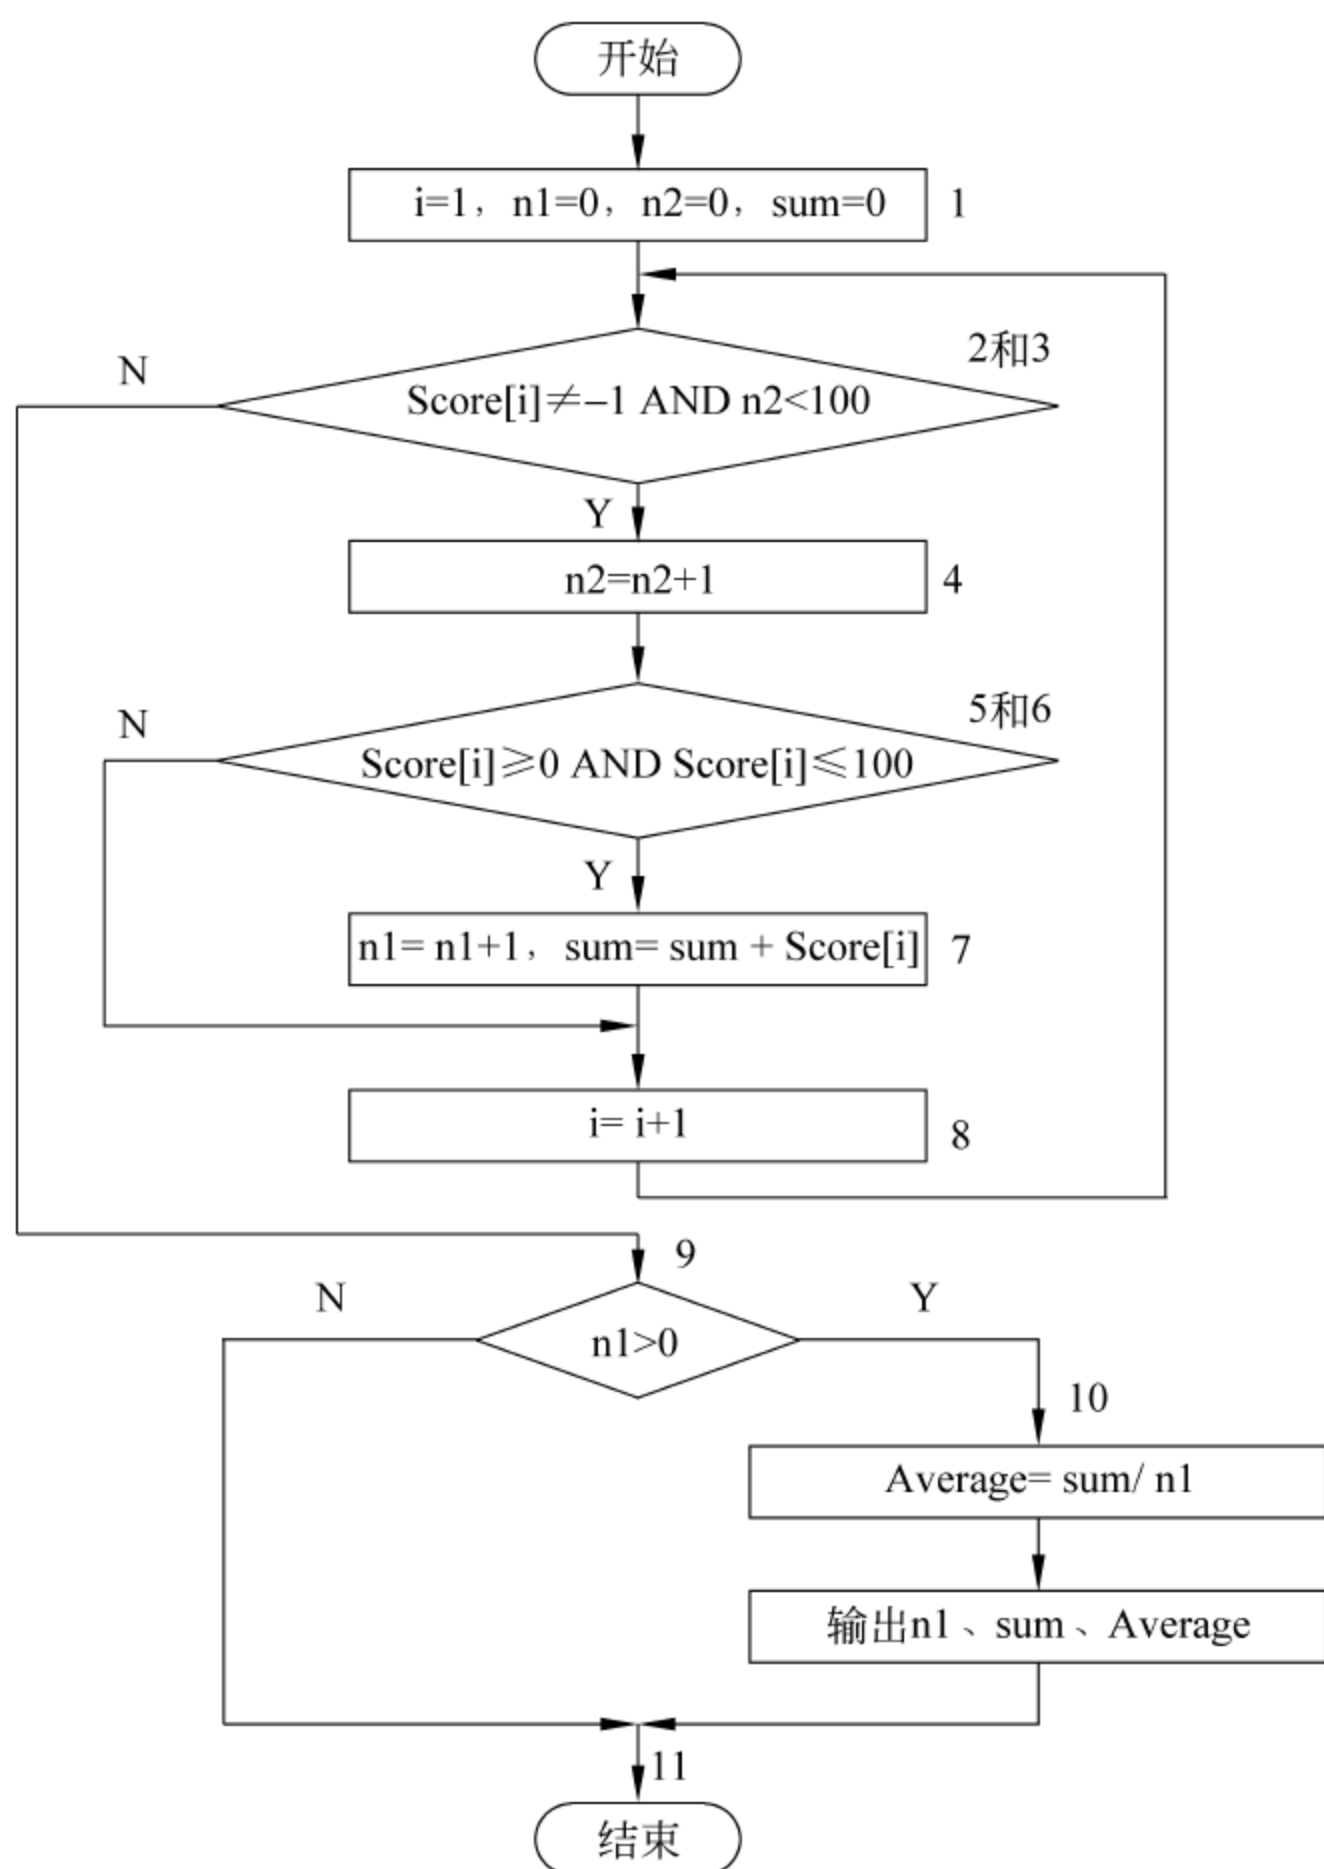 开始
i=1，n1=0，n2=0，sum=0
1
2和3
N
Score[i]≠–1 AND n2<100
Y
n2=n2+1
4
5和6
N
Score[i]≥0 AND Score[i]≤100
Y
n1= n1+1，sum= sum + Score[i]
7
i= i+1
8
9
N
Y
n1>0
10
Average= sum/ n1
输出n1、sum、Average
11
结束